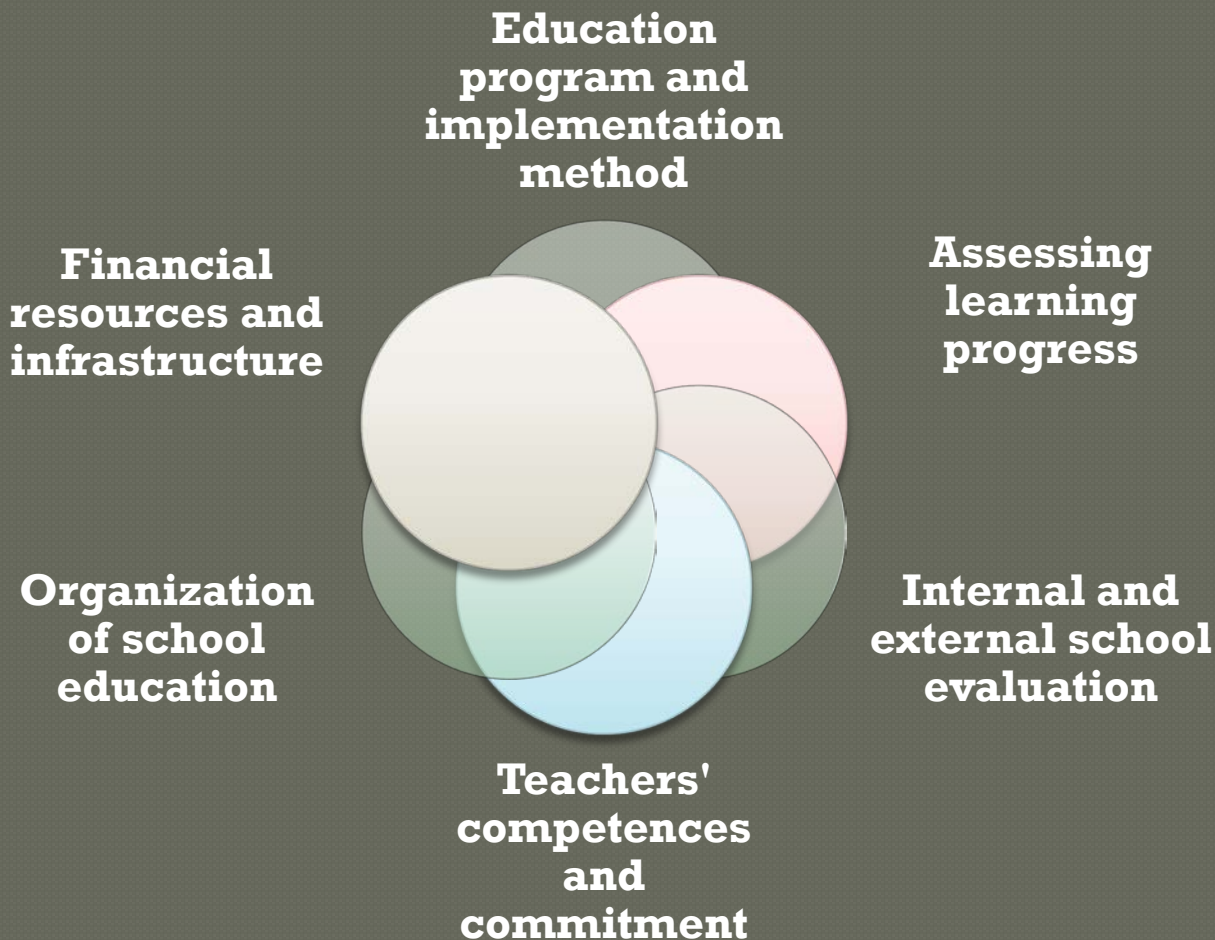 Education
program and
implementation
method
Assessing
learning
progress
Internal and
external school
evaluation
Teachers'
competences
and
commitment
Organization
of school
education
Financial
resources and
infrastructure